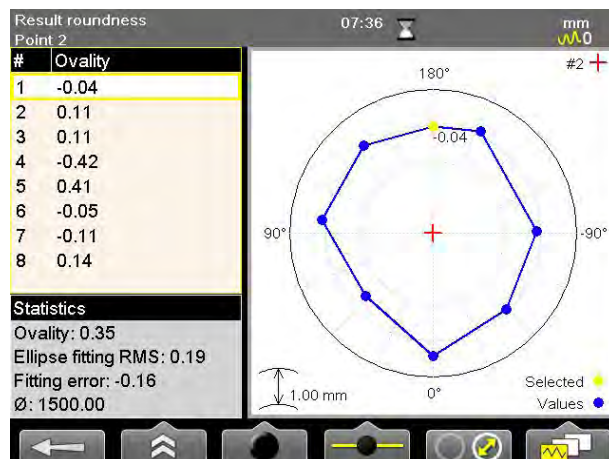 Result roundness
Point 2
07:36
mm
0
# Ovality
1 -0.04
2 0.11
3 0.11
4 -0.42
5 0.41
6 -0.05
7 -0.11
8 0.14
Statistics
Ovality: 0.35
Ellipse fitting RMS: 0.19
Fitting error: -0.16
Ø: 1500.00
#2
180°
-0.04
90°
-90°
0°
1.00 mm
Selected
Values